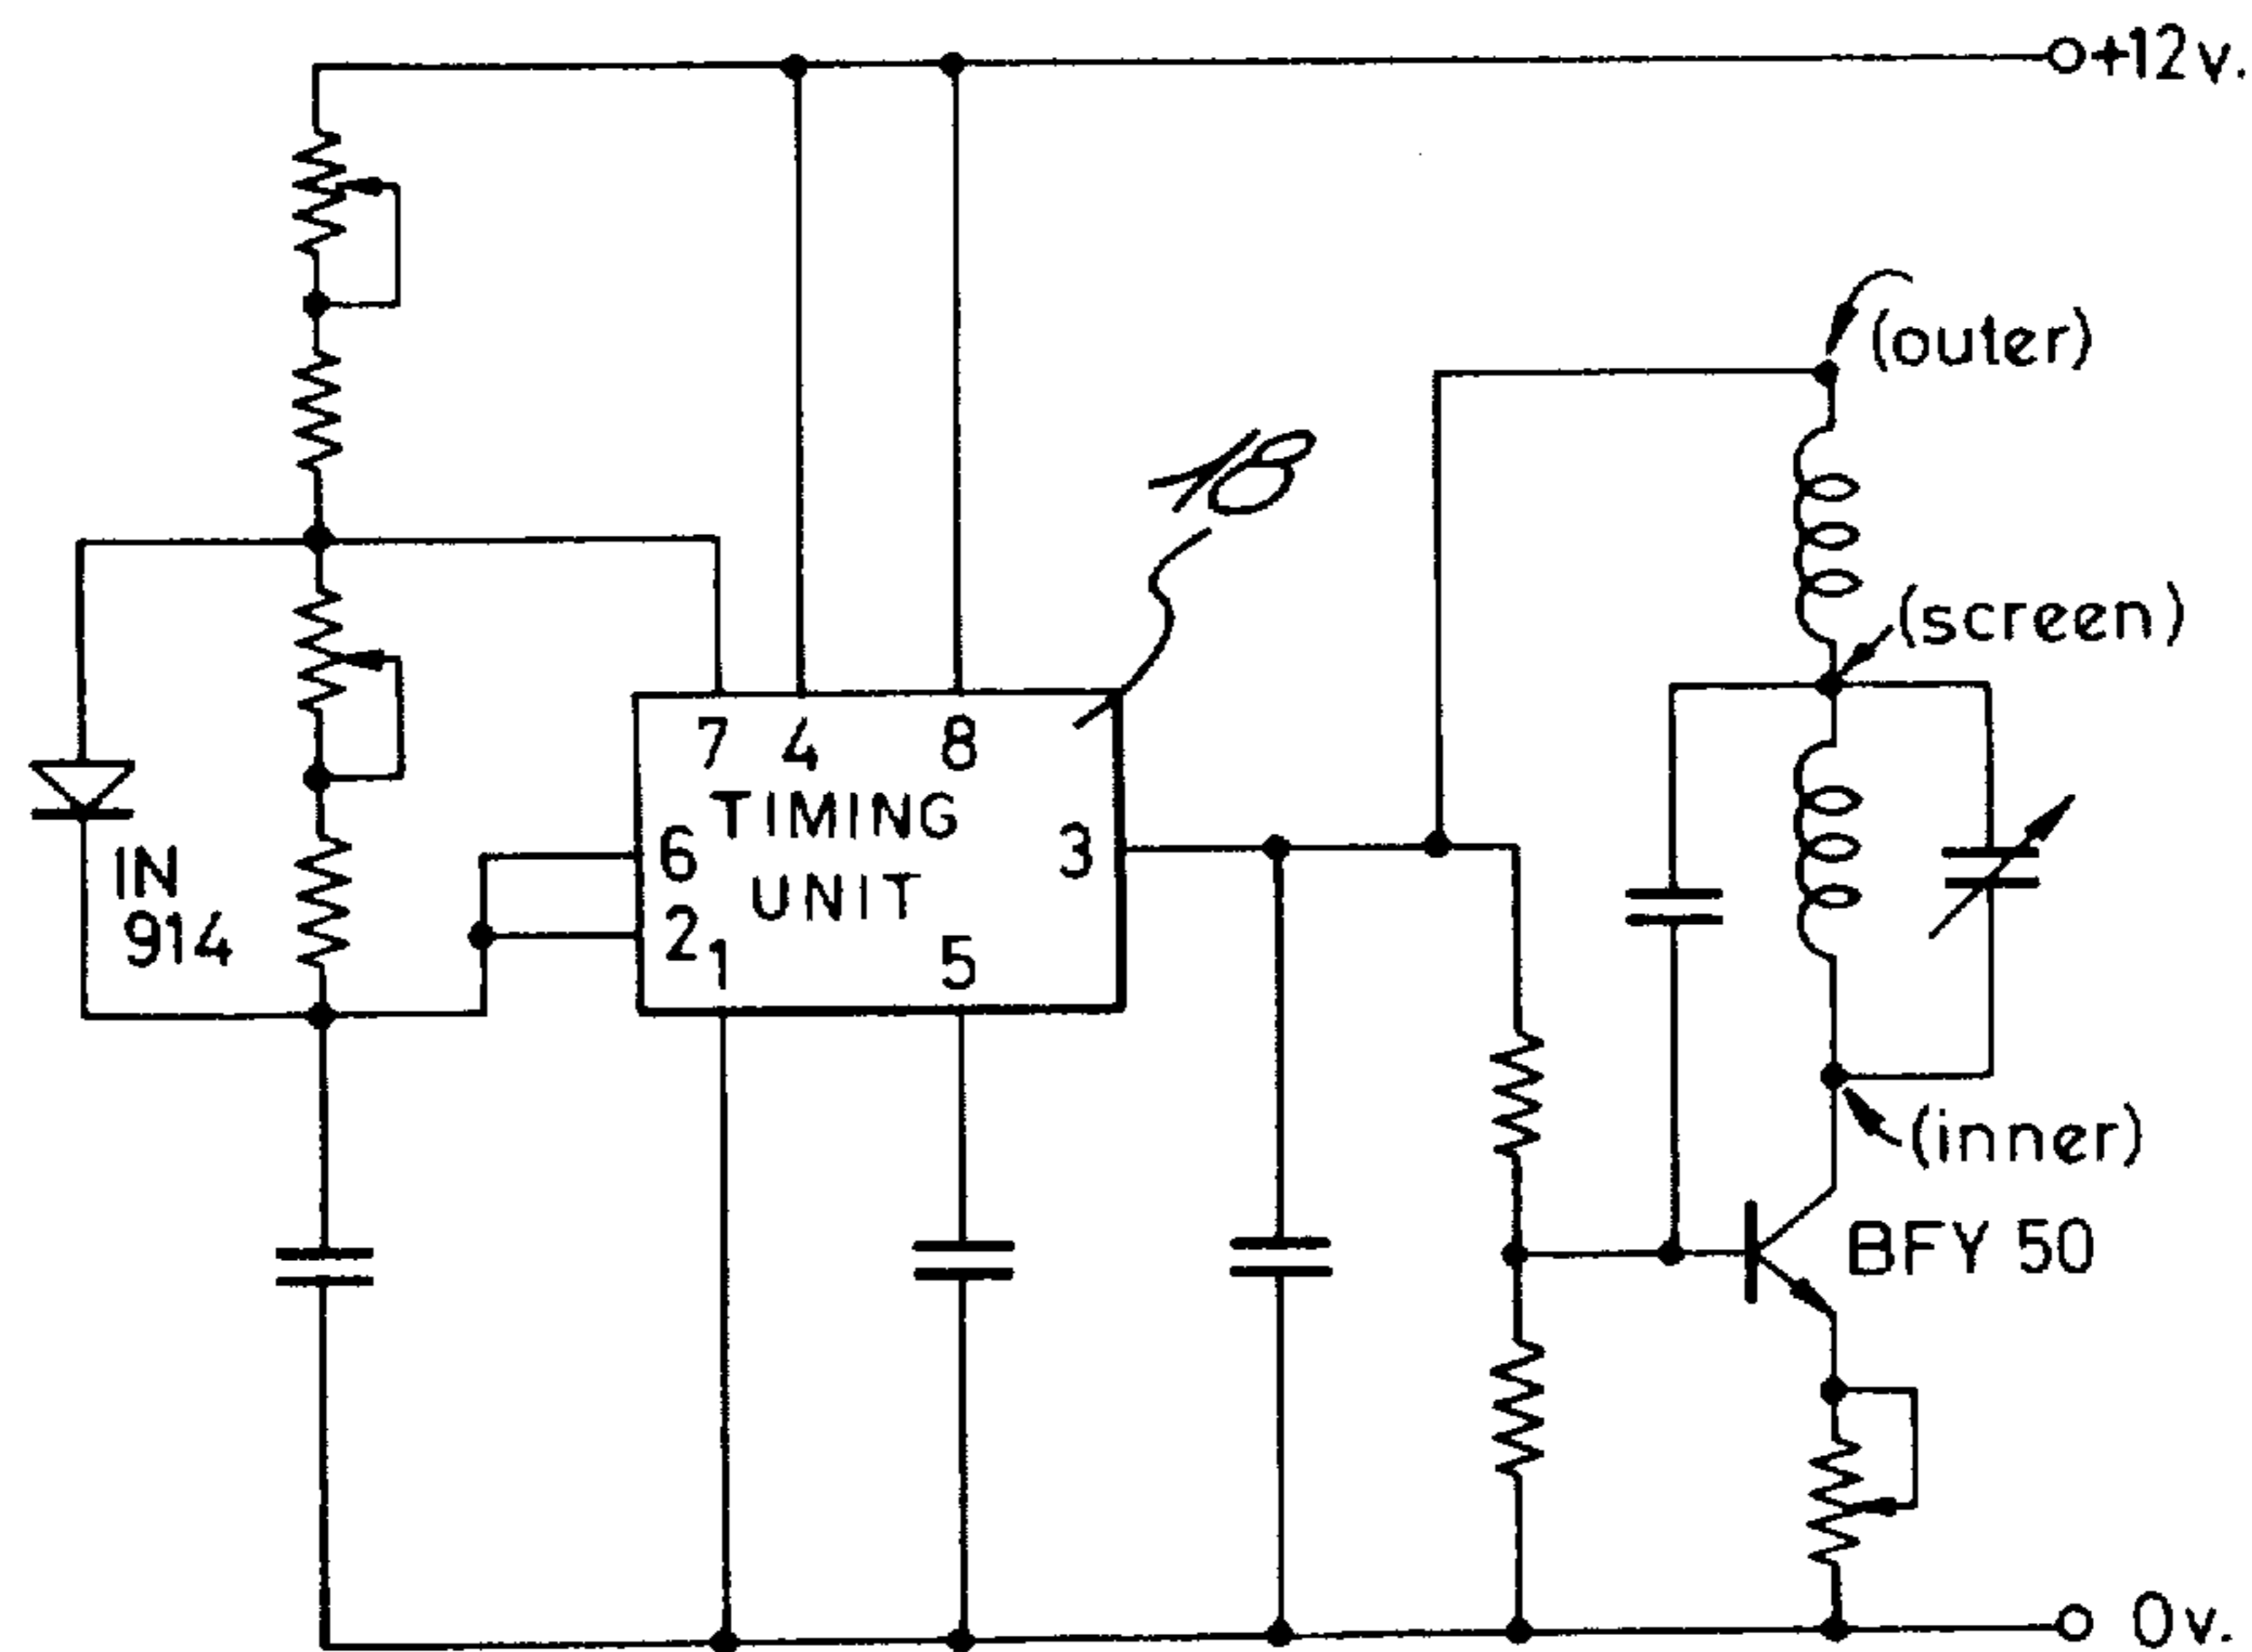 +12v.
(outer)
18
(screen)
7 4 8
TIMING
6 3
UNIT
2 1 5
IN
914
(inner)
BFY 50
0v.